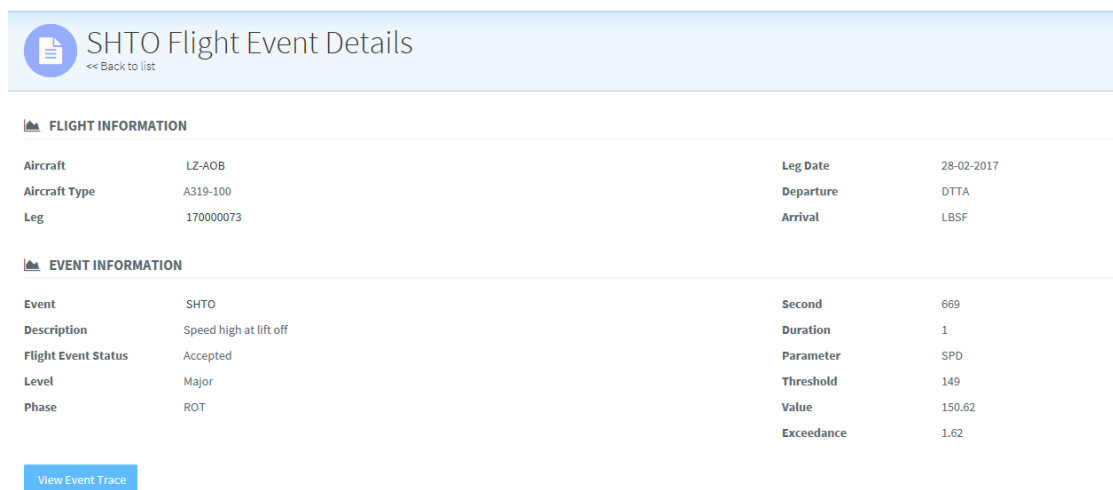 SHTO Flight Event Details
<< Back to list
FLIGHT INFORMATION
Aircraft LZ-AOB Leg Date 28-02-2017
Aircraft Type A319-100 Departure DTTA
Leg 170000073 Arrival LBSF
EVENT INFORMATION
Event SHTO Second 669
Description Speed high at lift off Duration 1
Flight Event Status Accepted Parameter SPD
Level Major Threshold 149
Phase ROT Value 150.62
Exceedance 1.62
View Event Trace